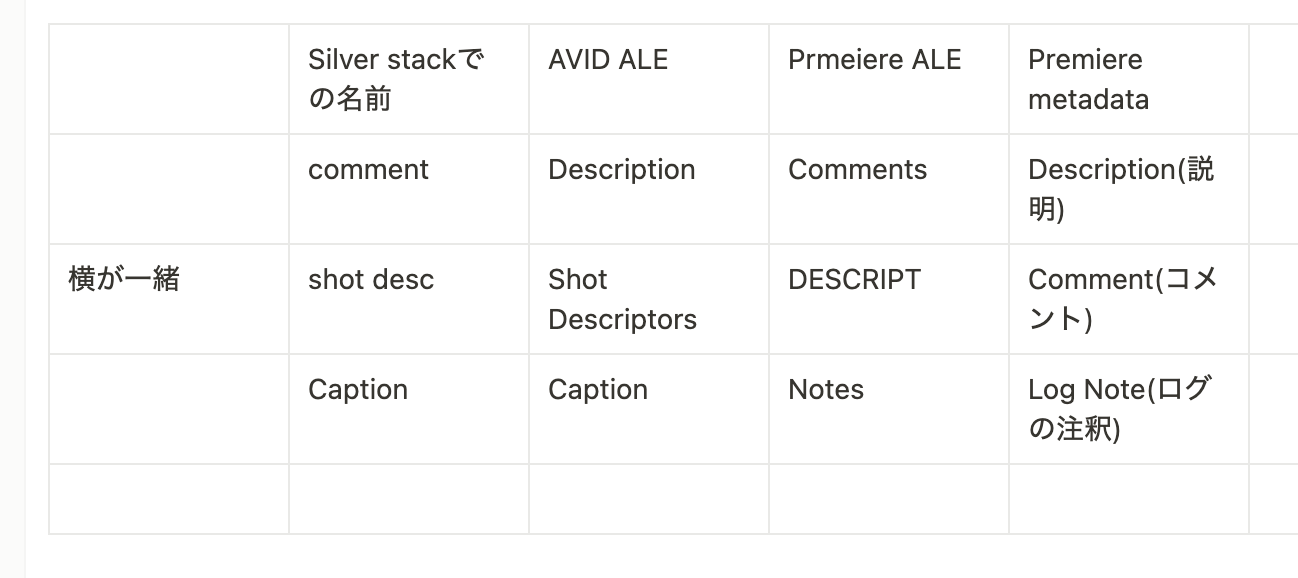 Silver stackで
の名前
AVID ALE
Prmeiere ALE
Premiere
metadata
comment
Description
Comments
Description(説
明)
横が一緒
shot desc
Shot
Descriptors
DESCRIPT
Comment(コメ
ント)
Caption
Caption
Notes
Log Note(ログ
の注釈)